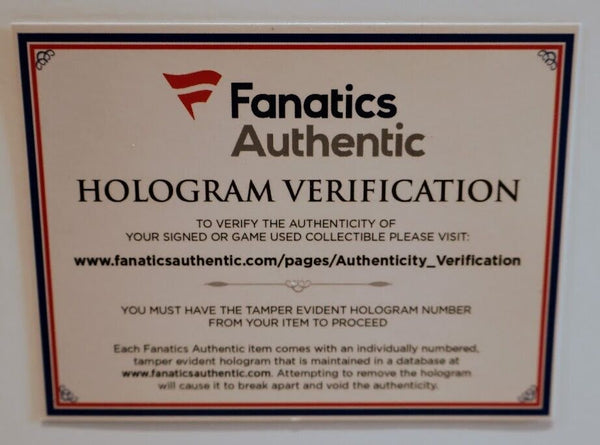 Fanatics
Authentic
HOLOGRAM VERIFICATION
TO VERIFY THE AUTHENTICITY OF
YOUR SIGNED OR GAME USED COLLECTIBLE PLEASE VISIT:
www.fanaticsauthentic.com/pages/Authenticity_Verification
YOU MUST HAVE THE TAMPER EVIDENT HOLOGRAM NUMBER
FROM YOUR ITEM TO PROCEED
Each Fanatics Authentic item comes with an individually numbered,
tamper evident hologram that is maintained in a database at
www.fanaticsauthentic.com. Attempting to remove the hologram
will cause it to break apart and void the authenticity.